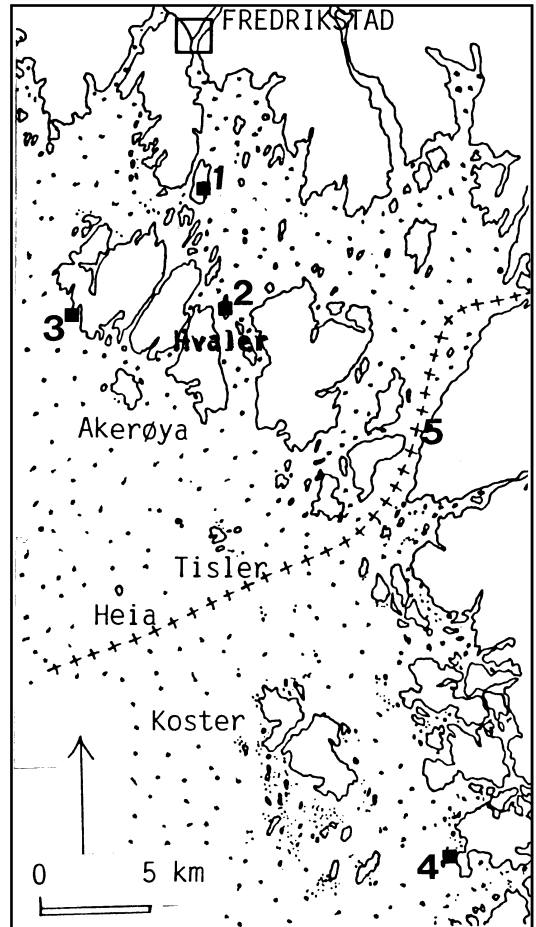 FREDRIKSTAD
1
2
3
Hvaler
Akerøya
5
Tisler
Heia
Koster
4
0 5 km